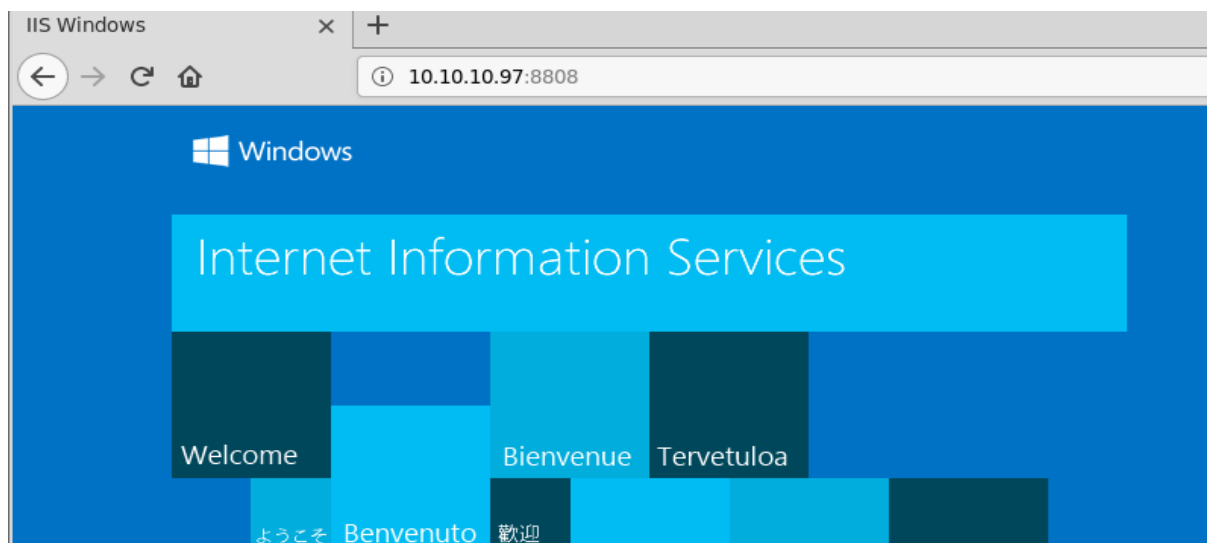 IIS Windows
10.10.10.97:8808
Windows
Internet Information Services
Welcome
Bienvenue
Tervetuloa
ようこそ
Benvenuto
歡迎